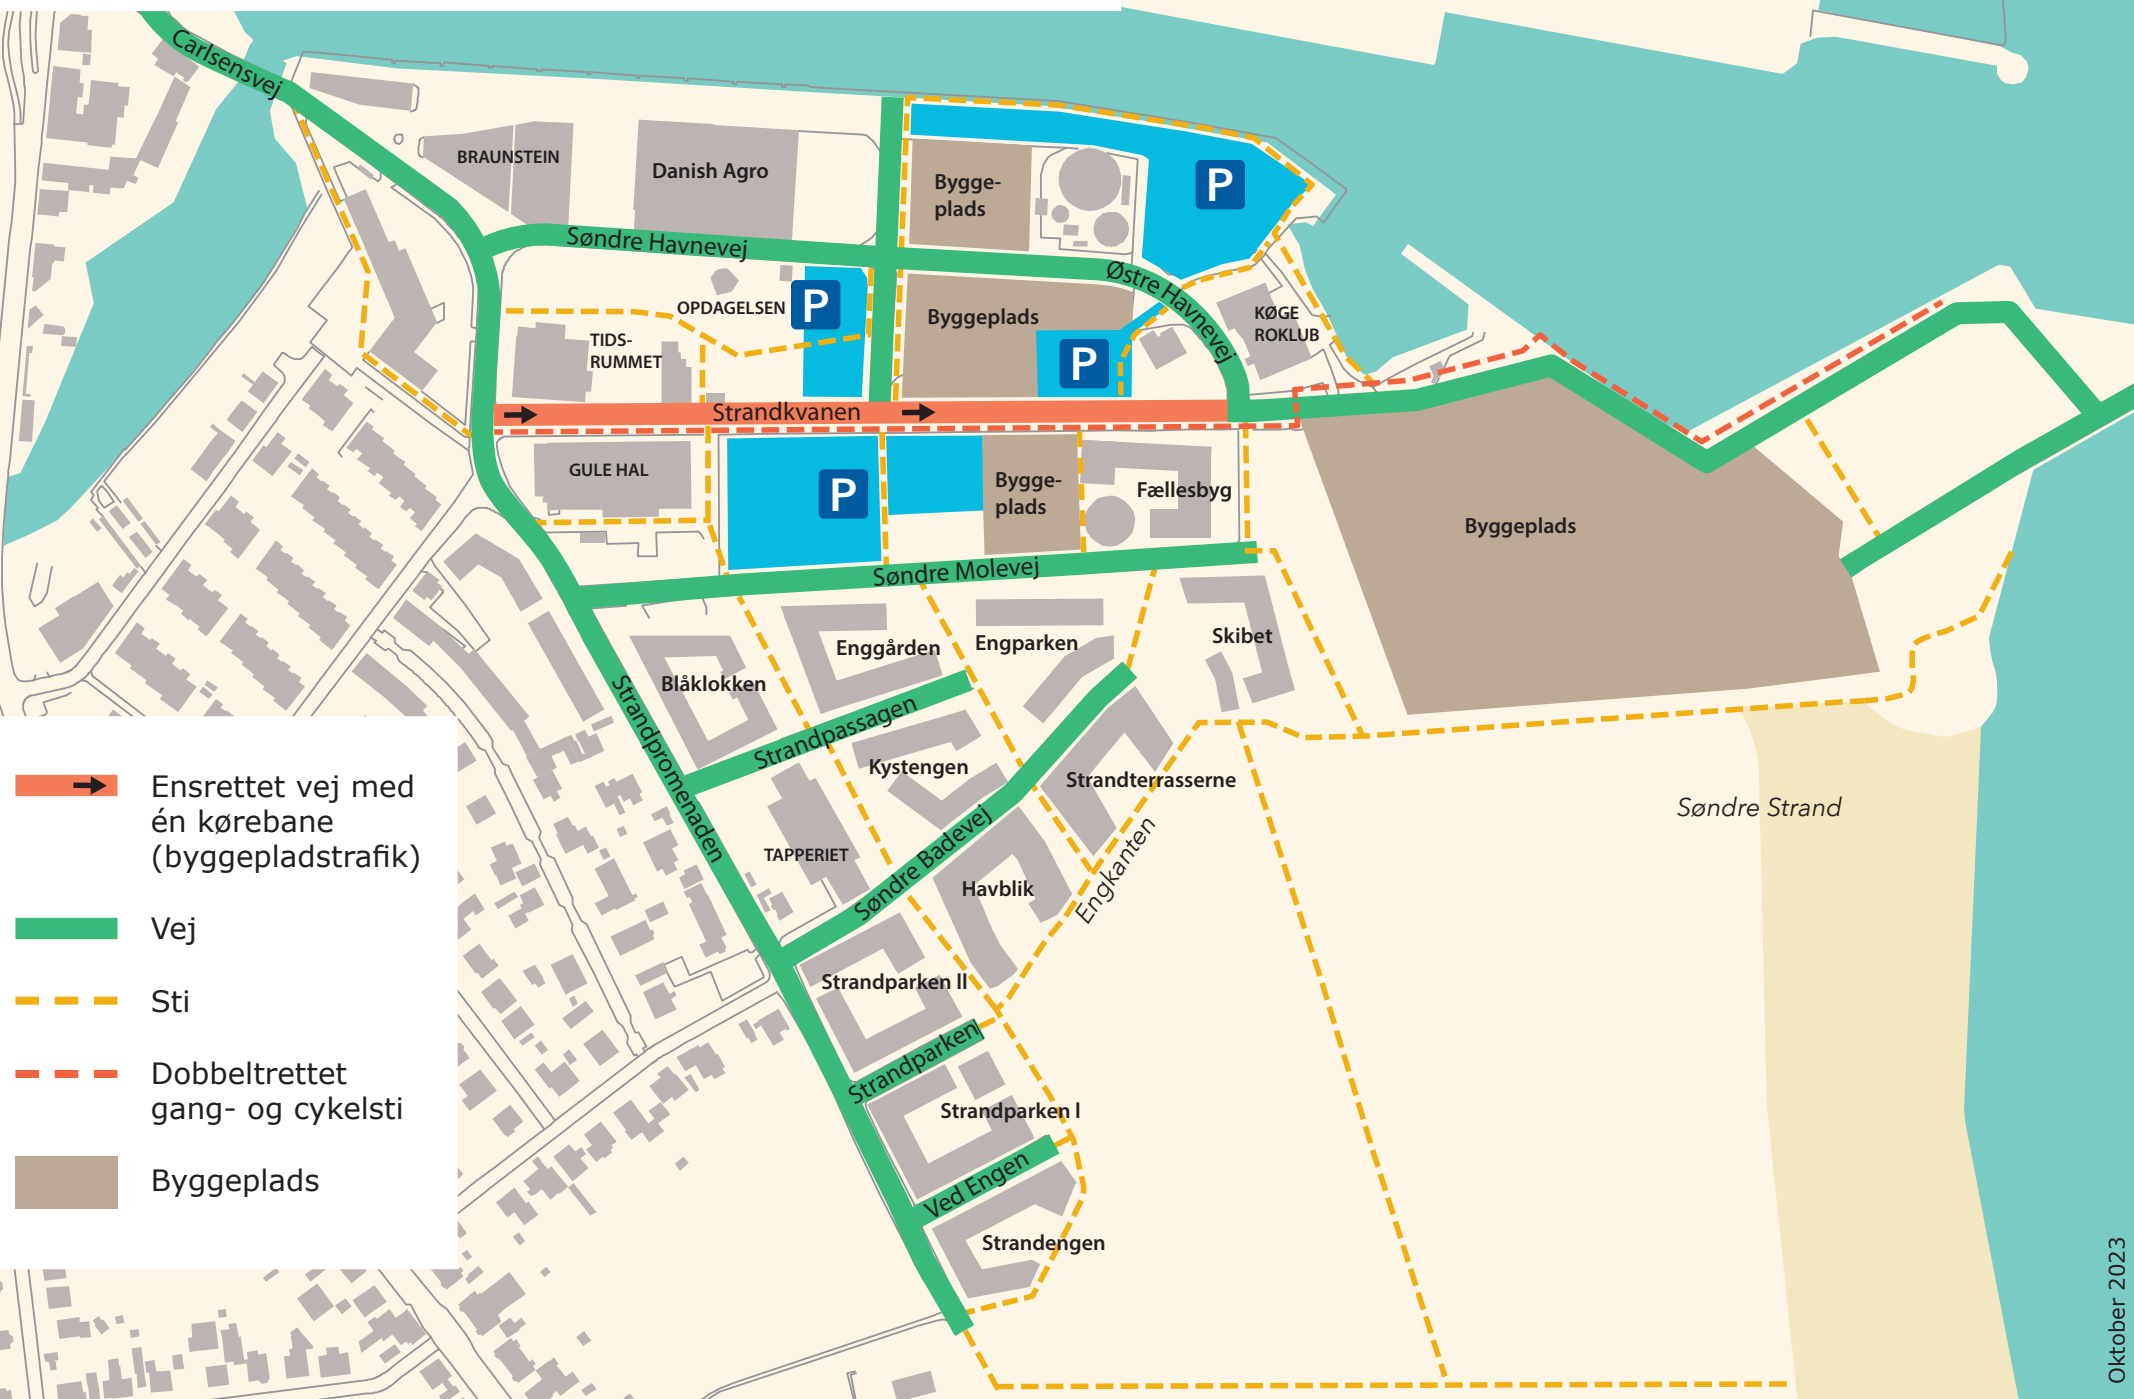 Carlsensvej
BRAUNSTEIN
Danish Agro
Bygge-
plads
P
Søndre Havnevej
Østre Havnevej
OPDAGELSEN
P
Byggeplads
KØGE
ROKLUB
TIDS-
RUMMET
P
Strandkvanen
GULE HAL
P
Bygge-
plads
Fællesbyg
Byggeplads
Søndre Molevej
Enggården
Engparken
Skibet
Blåklokken
Strandpromenaden
Strandpassagen
Kystengen
Strandterrasserne
Søndre Strand
TAPPERIET
Søndre Badevej
Havblik
Engkanten
Strandparken II
Strandparken
Strandparken I
Ved Engen
Strandengen
Ensrettet vej med
én kørebane
(byggepladstrafik)
Vej
Sti
Dobbeltrettet
gang- og cykelsti
Byggeplads
Oktober 2023